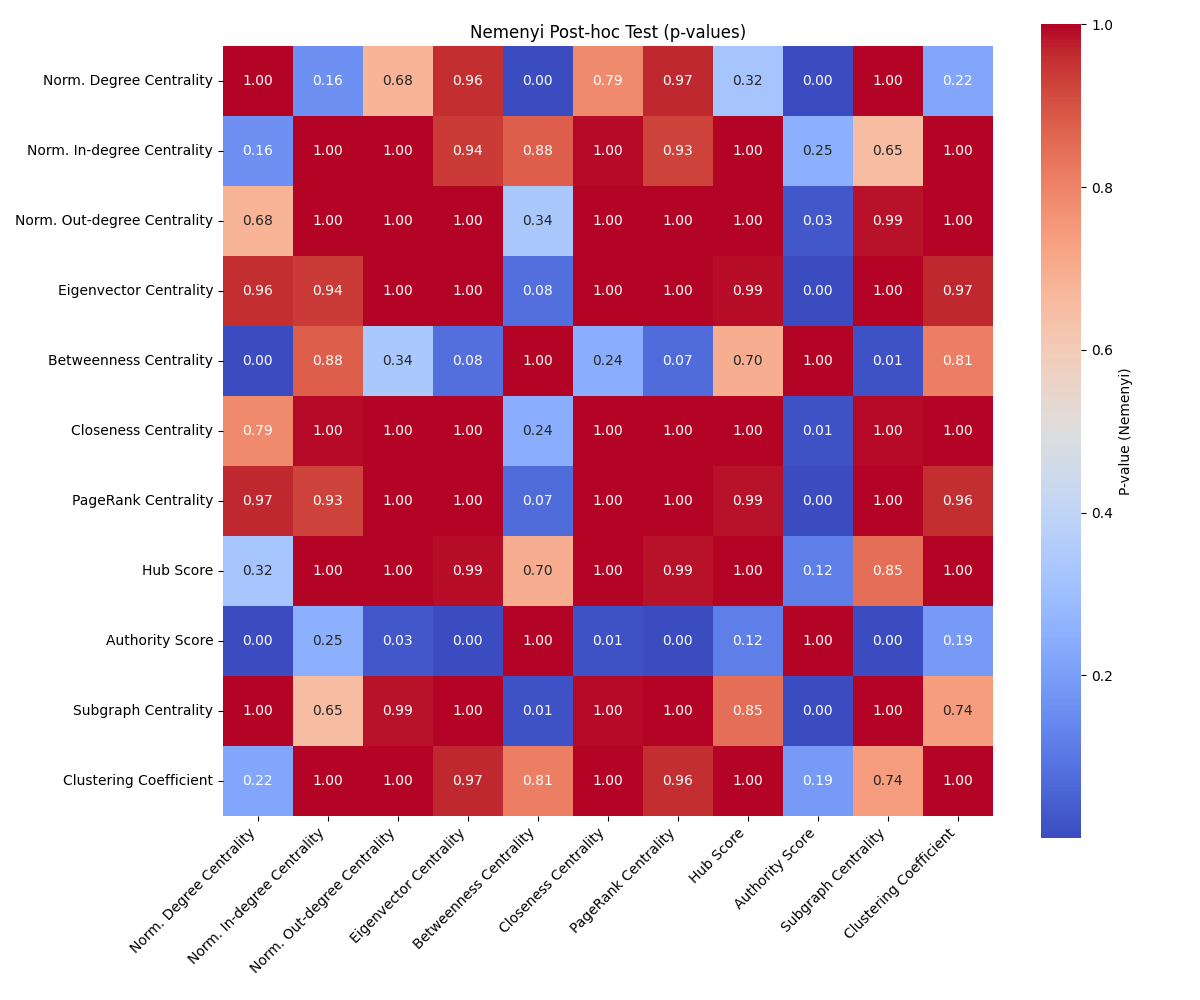 Nemenyi Post-hoc Test (p-values)
Norm. Degree Centrality 1.00 0.16 0.68 0.96 0.00 0.79 0.97 0.32 0.00 1.00 0.22
Norm. In-degree Centrality 0.16 1.00 1.00 0.94 0.88 1.00 0.93 1.00 0.25 0.65 1.00
Norm. Out-degree Centrality 0.68 1.00 1.00 1.00 0.34 1.00 1.00 1.00 0.03 0.99 1.00
Eigenvector Centrality 0.96 0.94 1.00 1.00 0.08 1.00 1.00 0.99 0.00 1.00 0.97
Betweenness Centrality 0.00 0.88 0.34 0.08 1.00 0.24 0.07 0.70 1.00 0.01 0.81
Closeness Centrality 0.79 1.00 1.00 1.00 0.24 1.00 1.00 1.00 0.01 1.00 1.00
PageRank Centrality 0.97 0.93 1.00 1.00 0.07 1.00 1.00 0.99 0.00 1.00 0.96
Hub Score 0.32 1.00 1.00 0.99 0.70 1.00 0.99 1.00 0.12 0.85 1.00
Authority Score 0.00 0.25 0.03 0.00 1.00 0.01 0.00 0.12 1.00 0.00 0.19
Subgraph Centrality 1.00 0.65 0.99 1.00 0.01 1.00 1.00 0.85 0.00 1.00 0.74
Clustering Coefficient 0.22 1.00 1.00 0.97 0.81 1.00 0.96 1.00 0.19 0.74 1.00
Norm. Degree Centrality
Norm. In-degree Centrality
Norm. Out-degree Centrality
Eigenvector Centrality
Betweenness Centrality
Closeness Centrality
PageRank Centrality
Hub Score
Authority Score
Subgraph Centrality
Clustering Coefficient
1.0
0.8
0.6
0.4
0.2
P-value (Nemenyi)